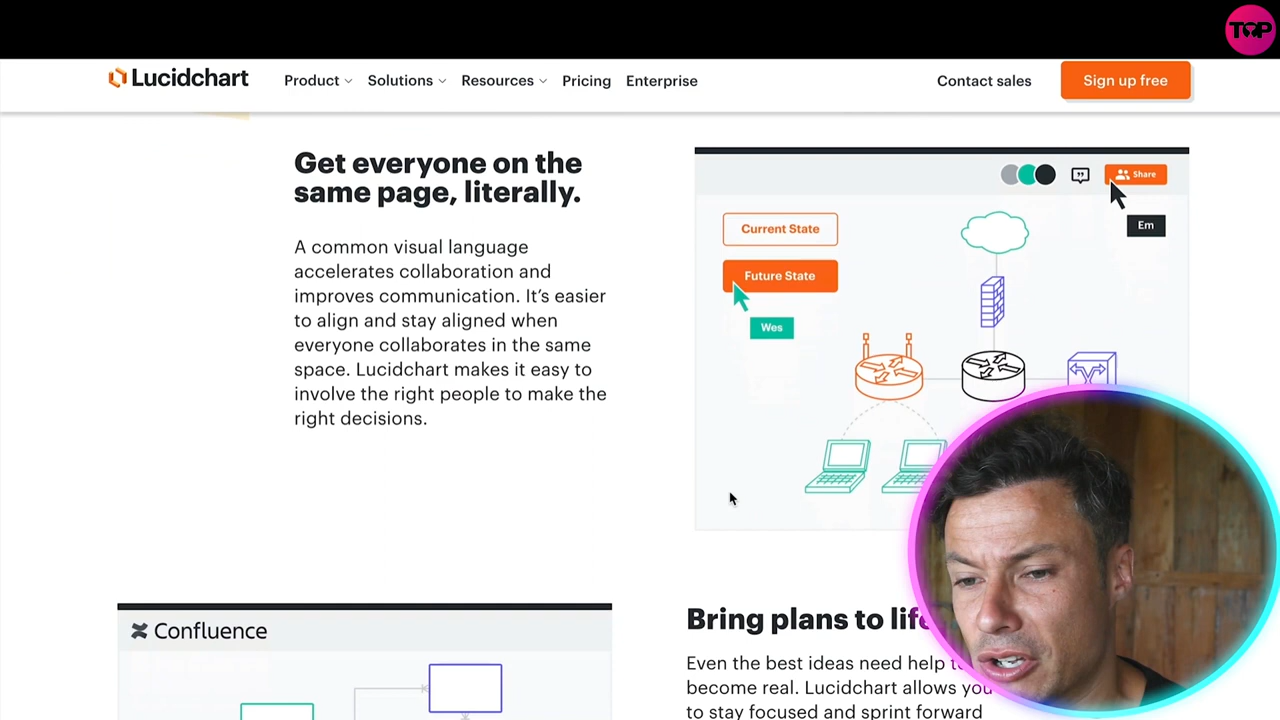 TOP
Lucidchart
Product
Solutions
Resources
Pricing
Enterprise
Contact sales
Sign up free
Get everyone on the
same page, literally.
A common visual language
accelerates collaboration and
improves communication. It’s easier
to align and stay aligned when
everyone collaborates in the same
space. Lucidchart makes it easy to
involve the right people to make the
right decisions.
Share
Em
Current State
Future State
Wes
Confluence
Bring plans to life
Even the best ideas need help to
become real. Lucidchart allows you
to stay focused and sprint forward